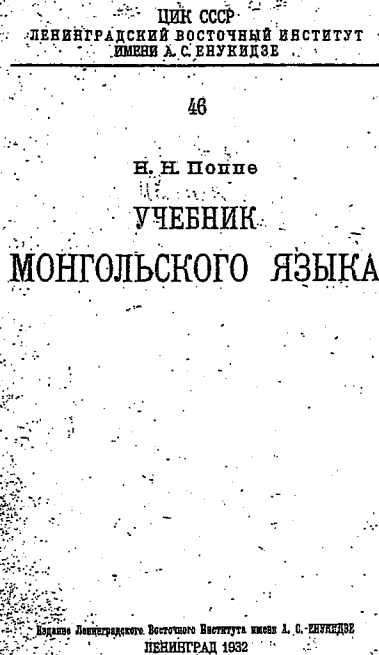 ЦИК СССР
ЛЕНИНГРАДСКИЙ ВОСТОЧНЫЙ ИНСТИТУТ
ИМЕНИ А. С. ЕНУКИДЗЕ
46
Н. Н. Поппе
УЧЕБНИК
МОНГОЛЬСКОГО ЯЗЫКА
Издание Ленинградского Восточного Института имени А. С. ЕНУКИДЗЕ
ЛЕНИНГРАД 1932